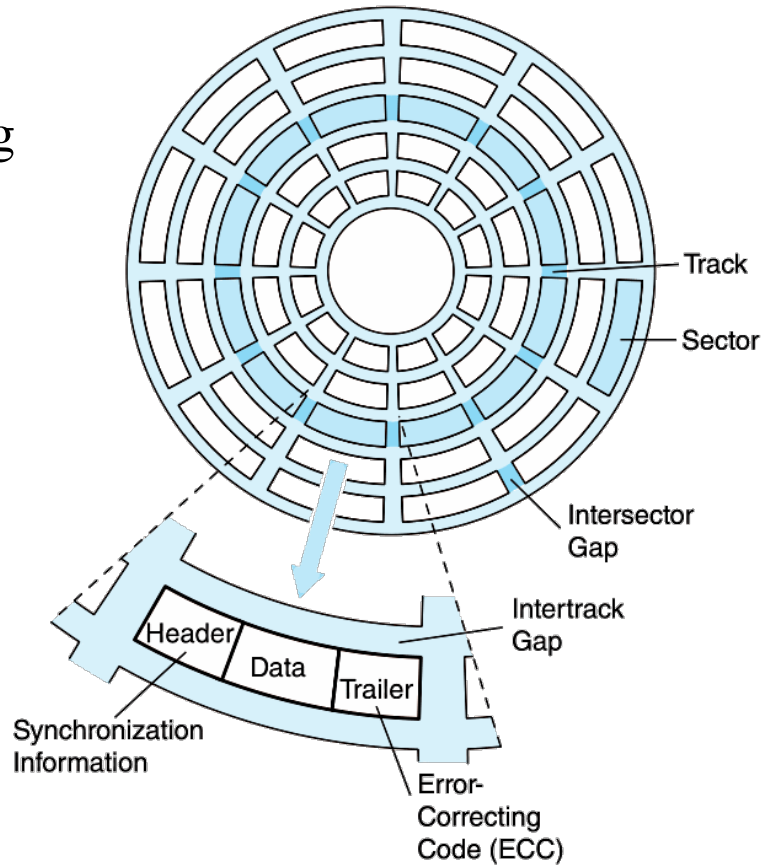 g
Track
Sector
Intersector
Gap
Intertrack
Gap
Header
Data
Trailer
Synchronization
Information
Error-
Correcting
Code (ECC)